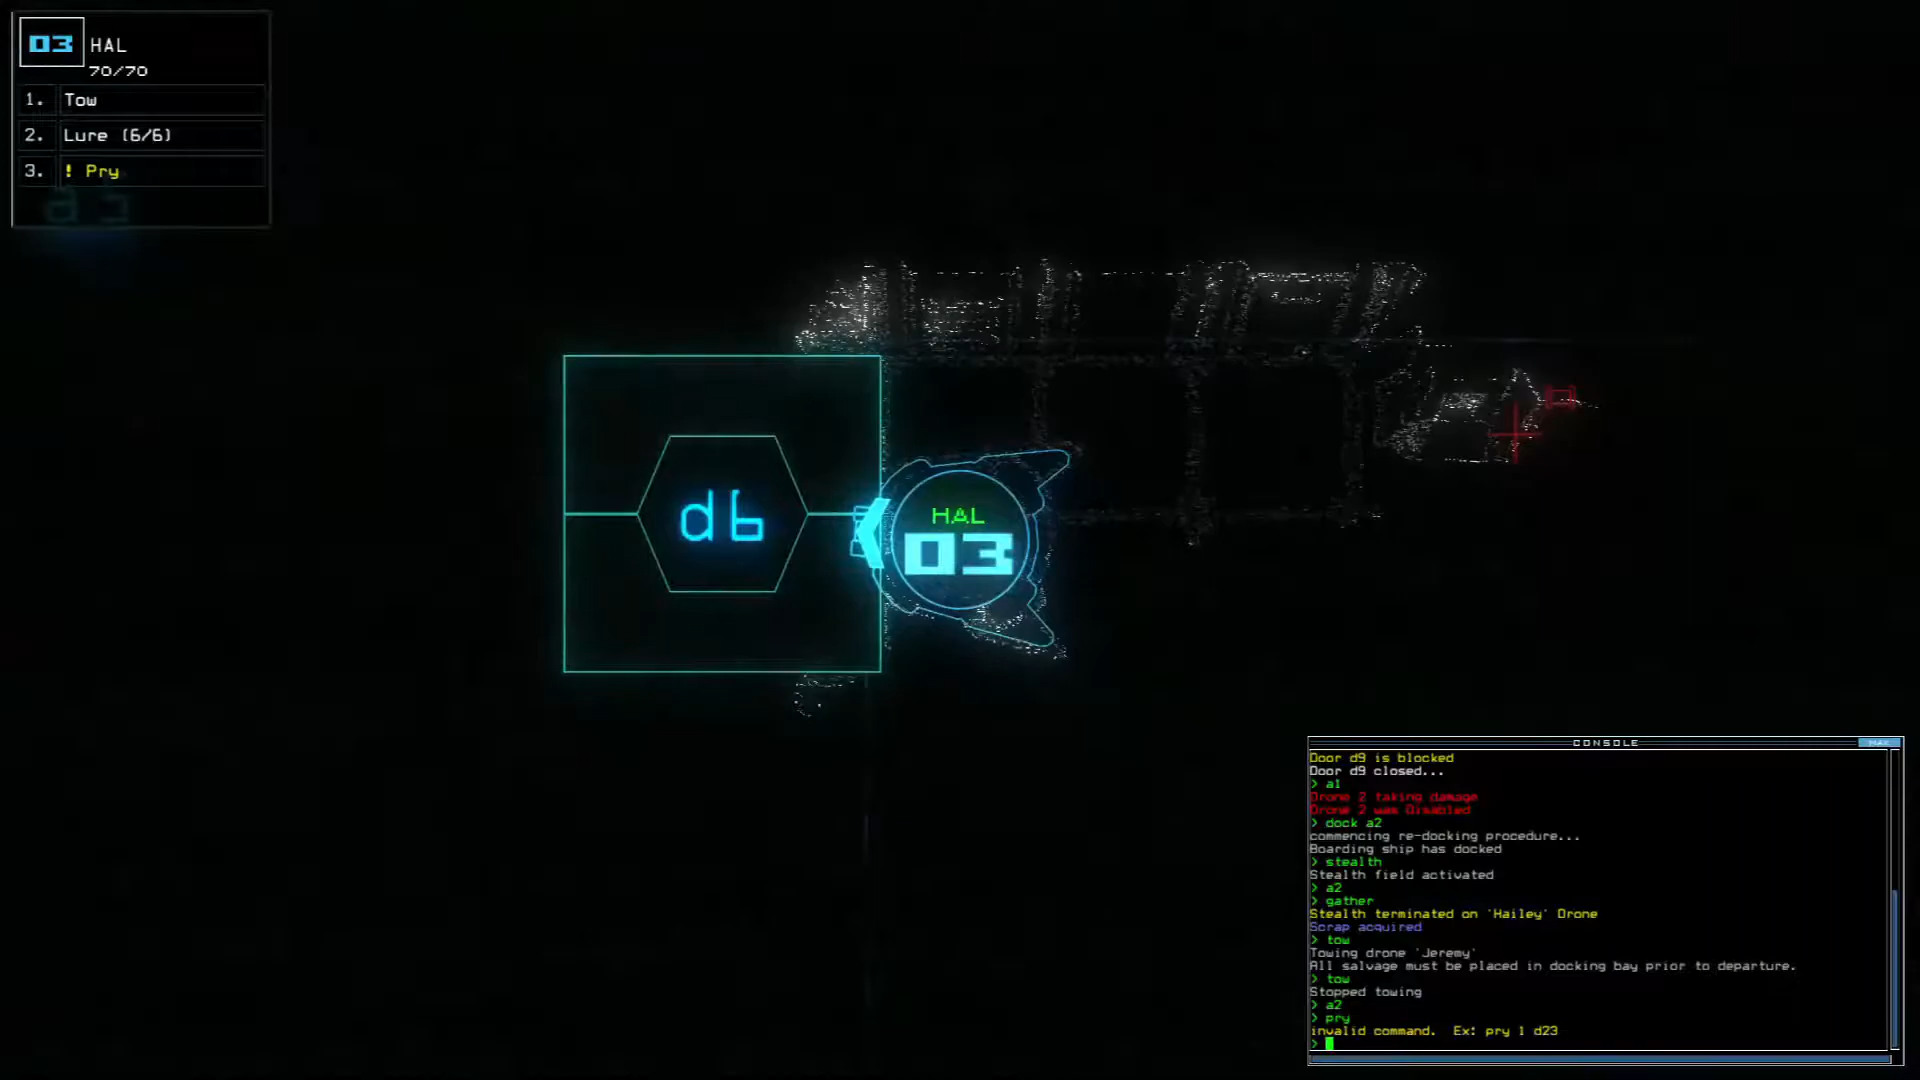 03 HAL
70/70
1. Tow
2. Lure (6/6)
3. ! Pry
d6
HAL
03
CONSOLE
Door d9 is blocked
Door d9 closed...
> a1
Drone 2 taking damage
Drone 2 was Disabled
> dock a2
commencing re-docking procedure...
Boarding ship has docked
> stealth
Stealth field activated
> a2
> gather
Stealth terminated on 'Hailey' Drone
Scrap acquired
> tow
Towing drone 'Jeremy'
All salvage must be placed in docking bay prior to departure.
> tow
Stopped towing
> a2
> pry
invalid command.  Ex: pry 1 d23
>